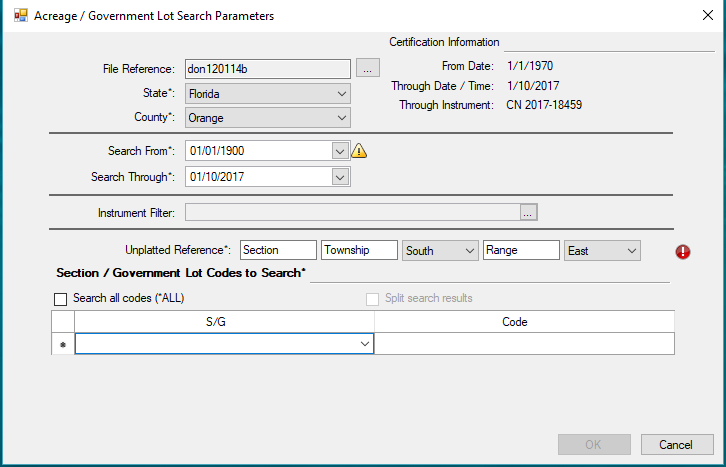 Acreage / Government Lot Search Parameters
Certification Information
File Reference: don120114b ... From Date: 1/1/1970
State*: Florida Through Date / Time: 1/10/2017
County*: Orange Through Instrument: CN 2017-18459
Search From*: 01/01/1900
Search Through*: 01/10/2017
Instrument Filter: ...
Unplatted Reference*: Section Township South Range East
Section / Government Lot Codes to Search*
Search all codes (*ALL) Split search results
S/G Code
*
OK Cancel